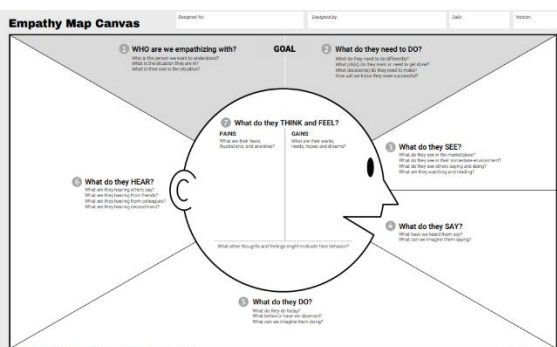 Empathy Map Canvas
Designed for:
Designed by:
Date:
Version:
1 WHO are we empathizing with?
Who is the person we want to understand?
What is the situation they are in?
What is their role in the situation?
GOAL
2 What do they need to DO?
What do they need to do differently?
What job(s) do they want or need to get done?
What decision(s) do they need to make?
How will we know they were successful?
7 What do they THINK and FEEL?
PAINS
What are their fears,
frustrations, and anxieties?
GAINS
What are their wants,
needs, hopes and dreams?
3 What do they SEE?
What do they see in the marketplace?
What do they see in their immediate environment?
What do they see others saying and doing?
What are they watching and reading?
6 What do they HEAR?
What are they hearing others say?
What are they hearing from friends?
What are they hearing from colleagues?
What are they hearing second-hand?
4 What do they SAY?
What have we heard them say?
What can we imagine them saying?
What other thoughts and feelings might motivate their behavior?
5 What do they DO?
What do they do today?
What behavior have we observed?
What can we imagine them doing?